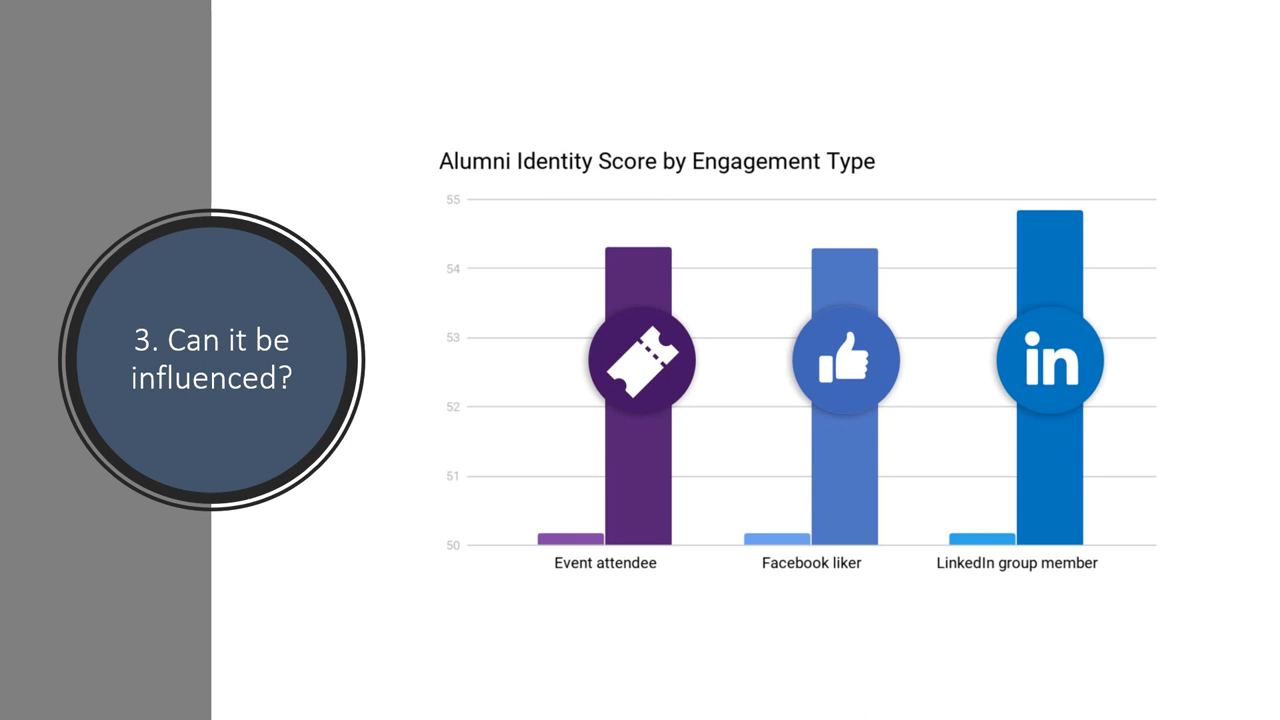 3. Can it be
influenced?
Alumni Identity Score by Engagement Type
55
54
53
52
51
50
in
Event attendee
Facebook liker
LinkedIn group member